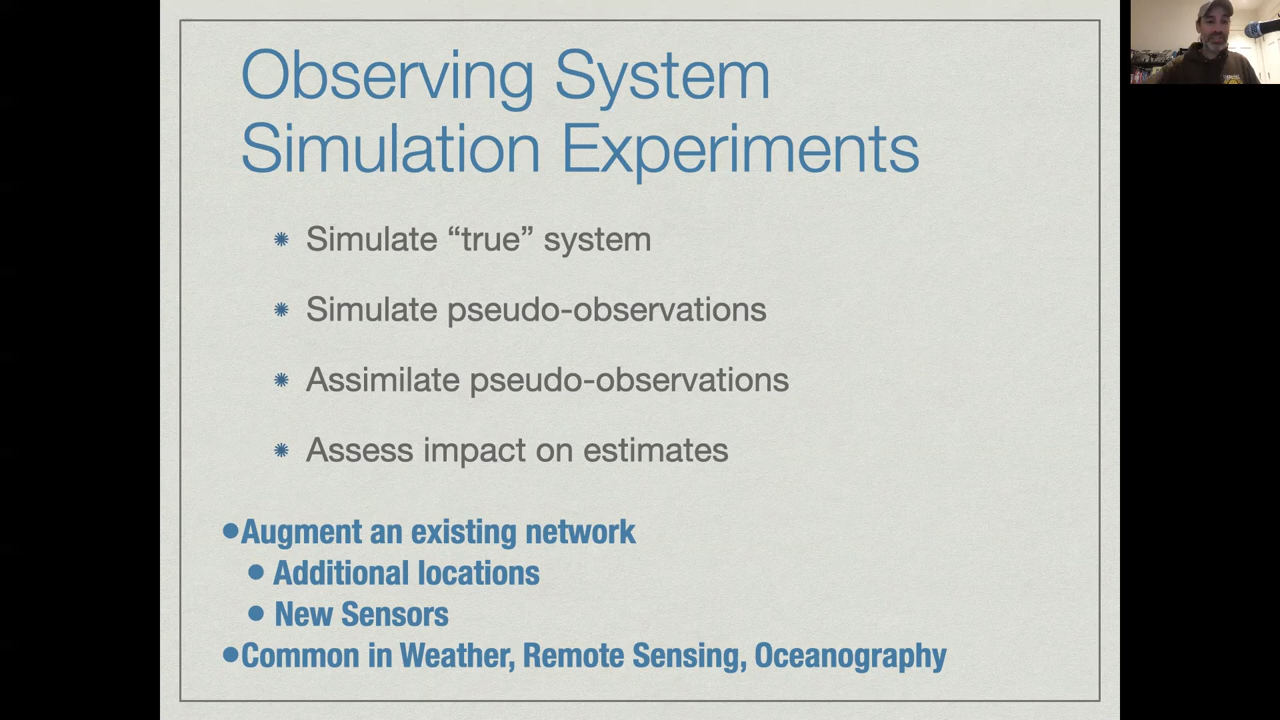 Observing System
Simulation Experiments
Simulate “true” system
Simulate pseudo-observations
Assimilate pseudo-observations
Assess impact on estimates
•Augment an existing network
• Additional locations
• New Sensors
•Common in Weather, Remote Sensing, Oceanography